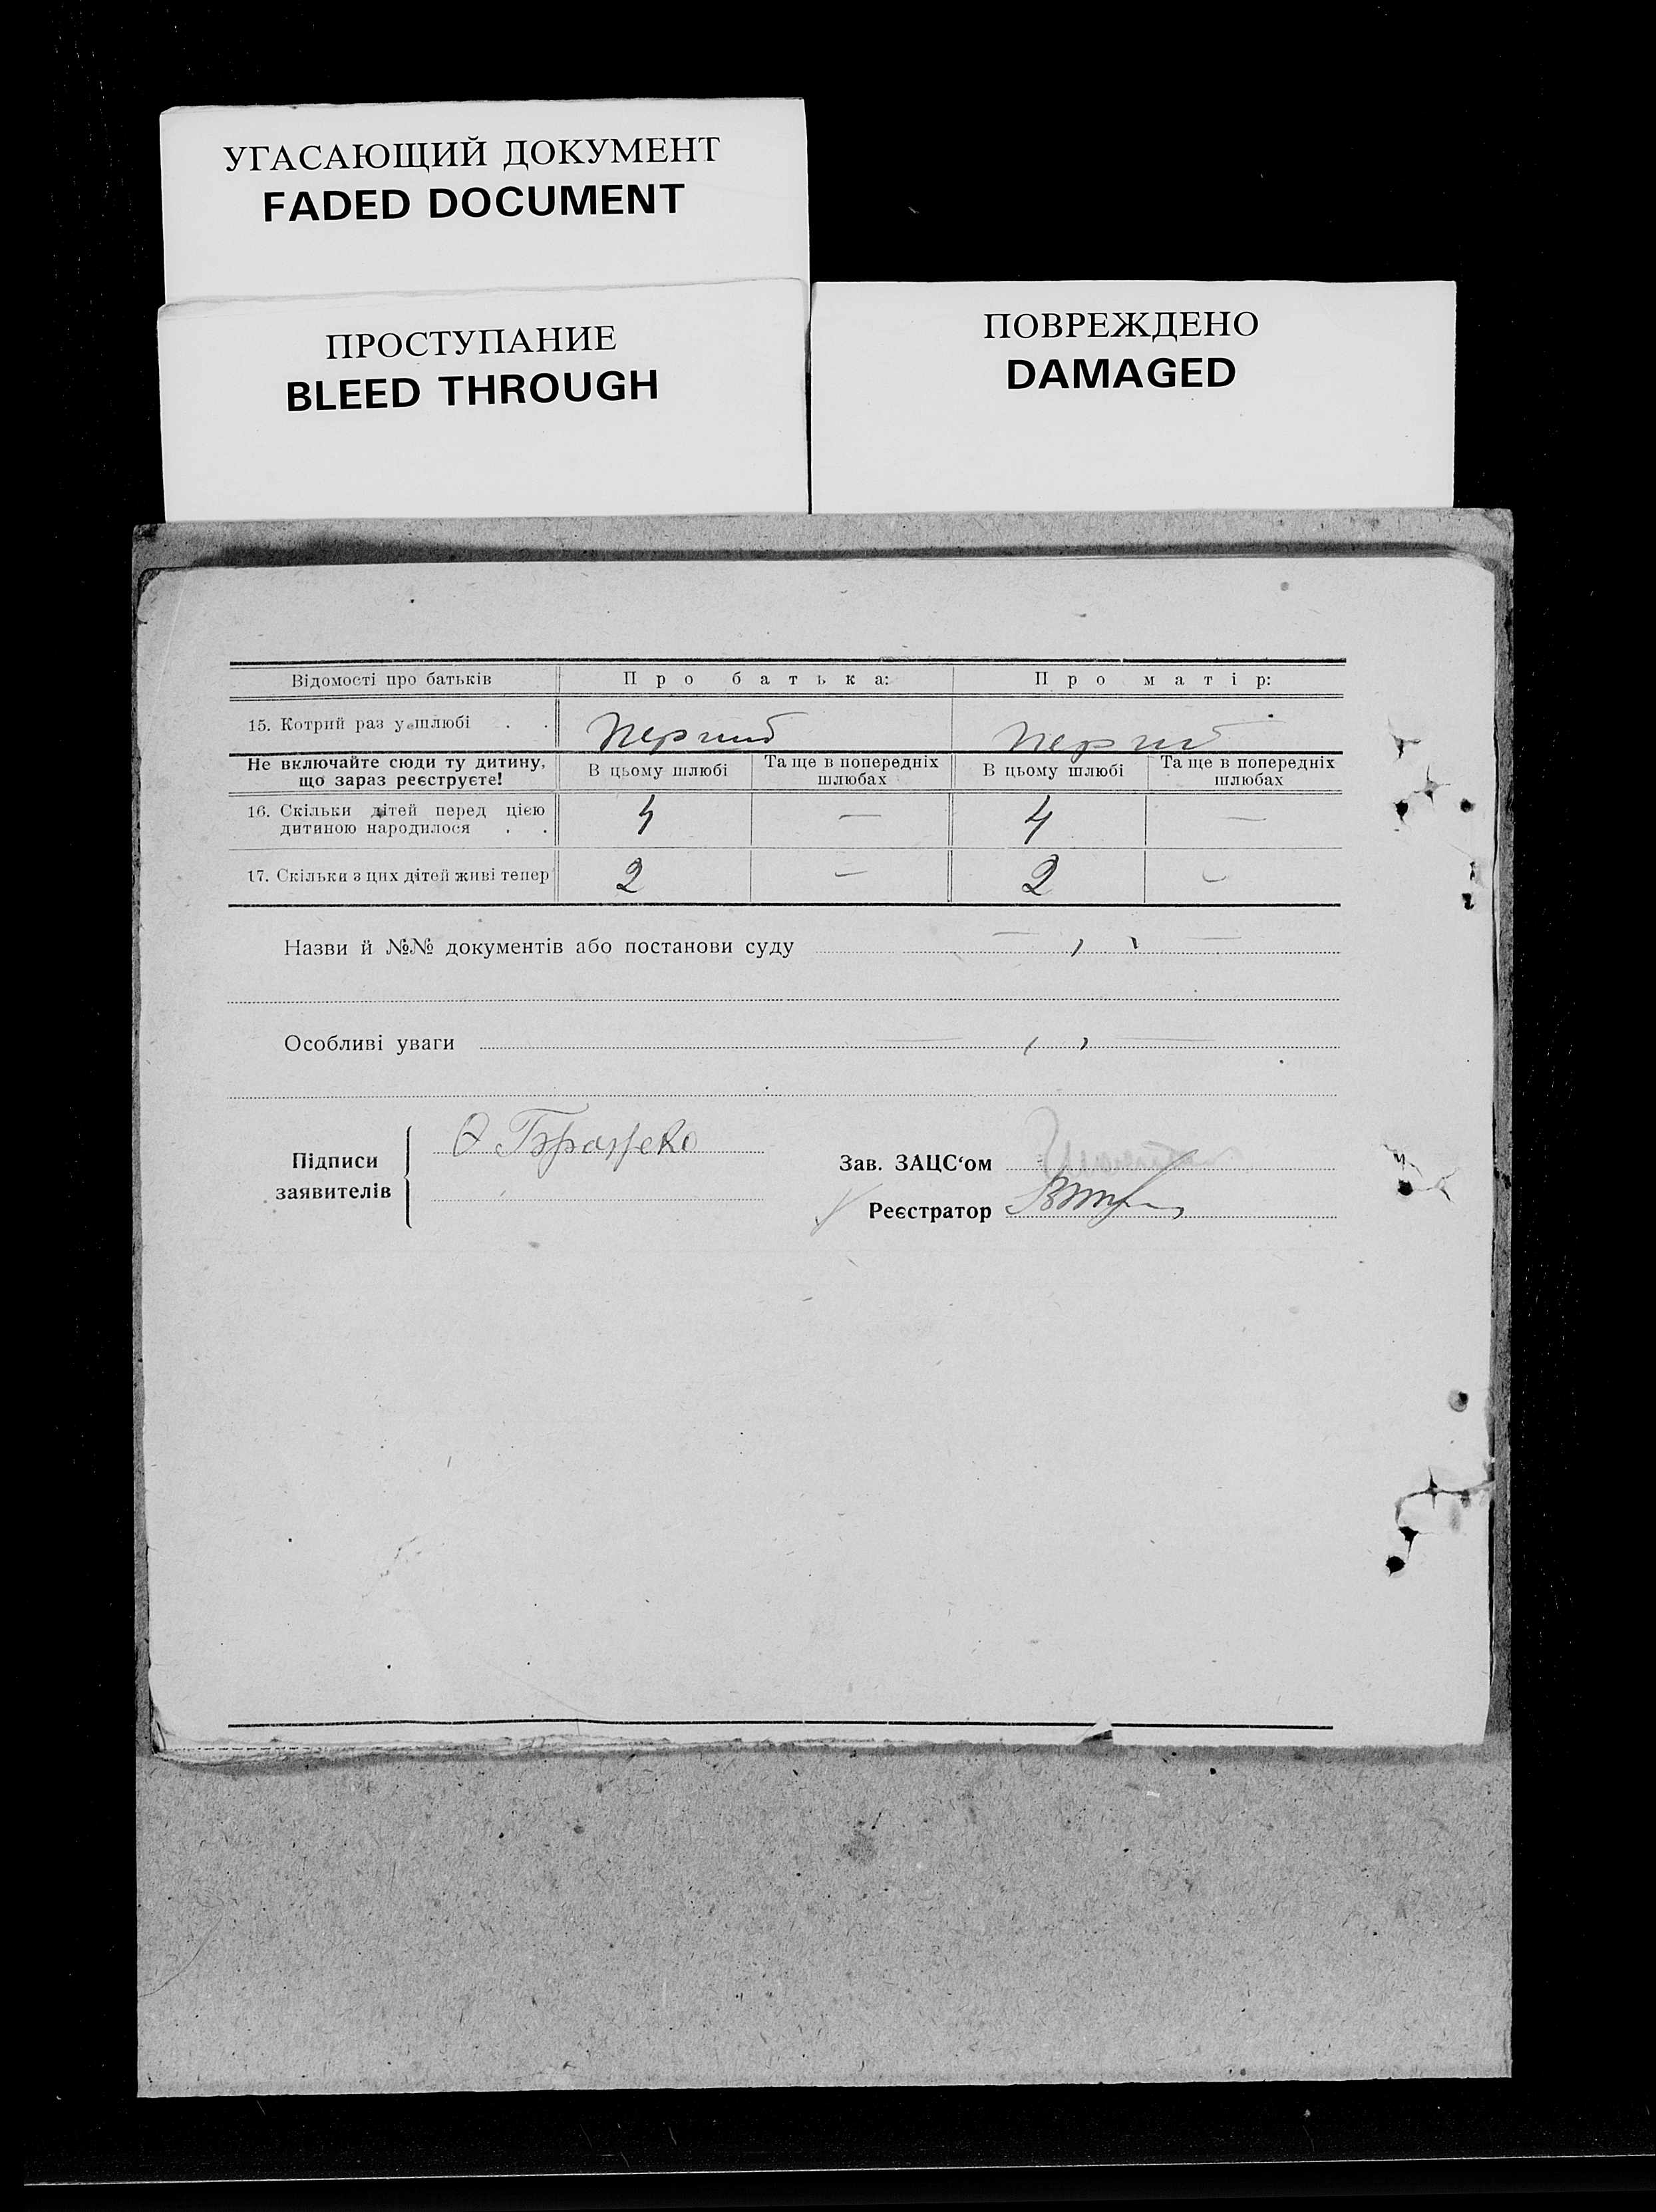 УГАСАЮЩИЙ ДОКУМЕНТ
FADED DOCUMENT
ПРОСТУПАНИЕ
BLEED THROUGH
ПОВРЕЖДЕНО
DAMAGED
Відомості про батьків Про батька: Про матір:
15. Котрий раз у шлюбі . . перший перший
Не включайте сюди ту дитину, що зараз реєструєте! В цьому шлюбі Та ще в попередніх шлюбах В цьому шлюбі Та ще в попередніх шлюбах
16. Скільки дітей перед цією дитиною народилося . . 4 — 4 —
17. Скільки з цих дітей живі тепер 2 — 2 —
Назви й №№ документів або постанови суду — , , —
Особливі уваги — , , —
Підписи заявителів
Зав. ЗАЦС‘ом
Реєстратор